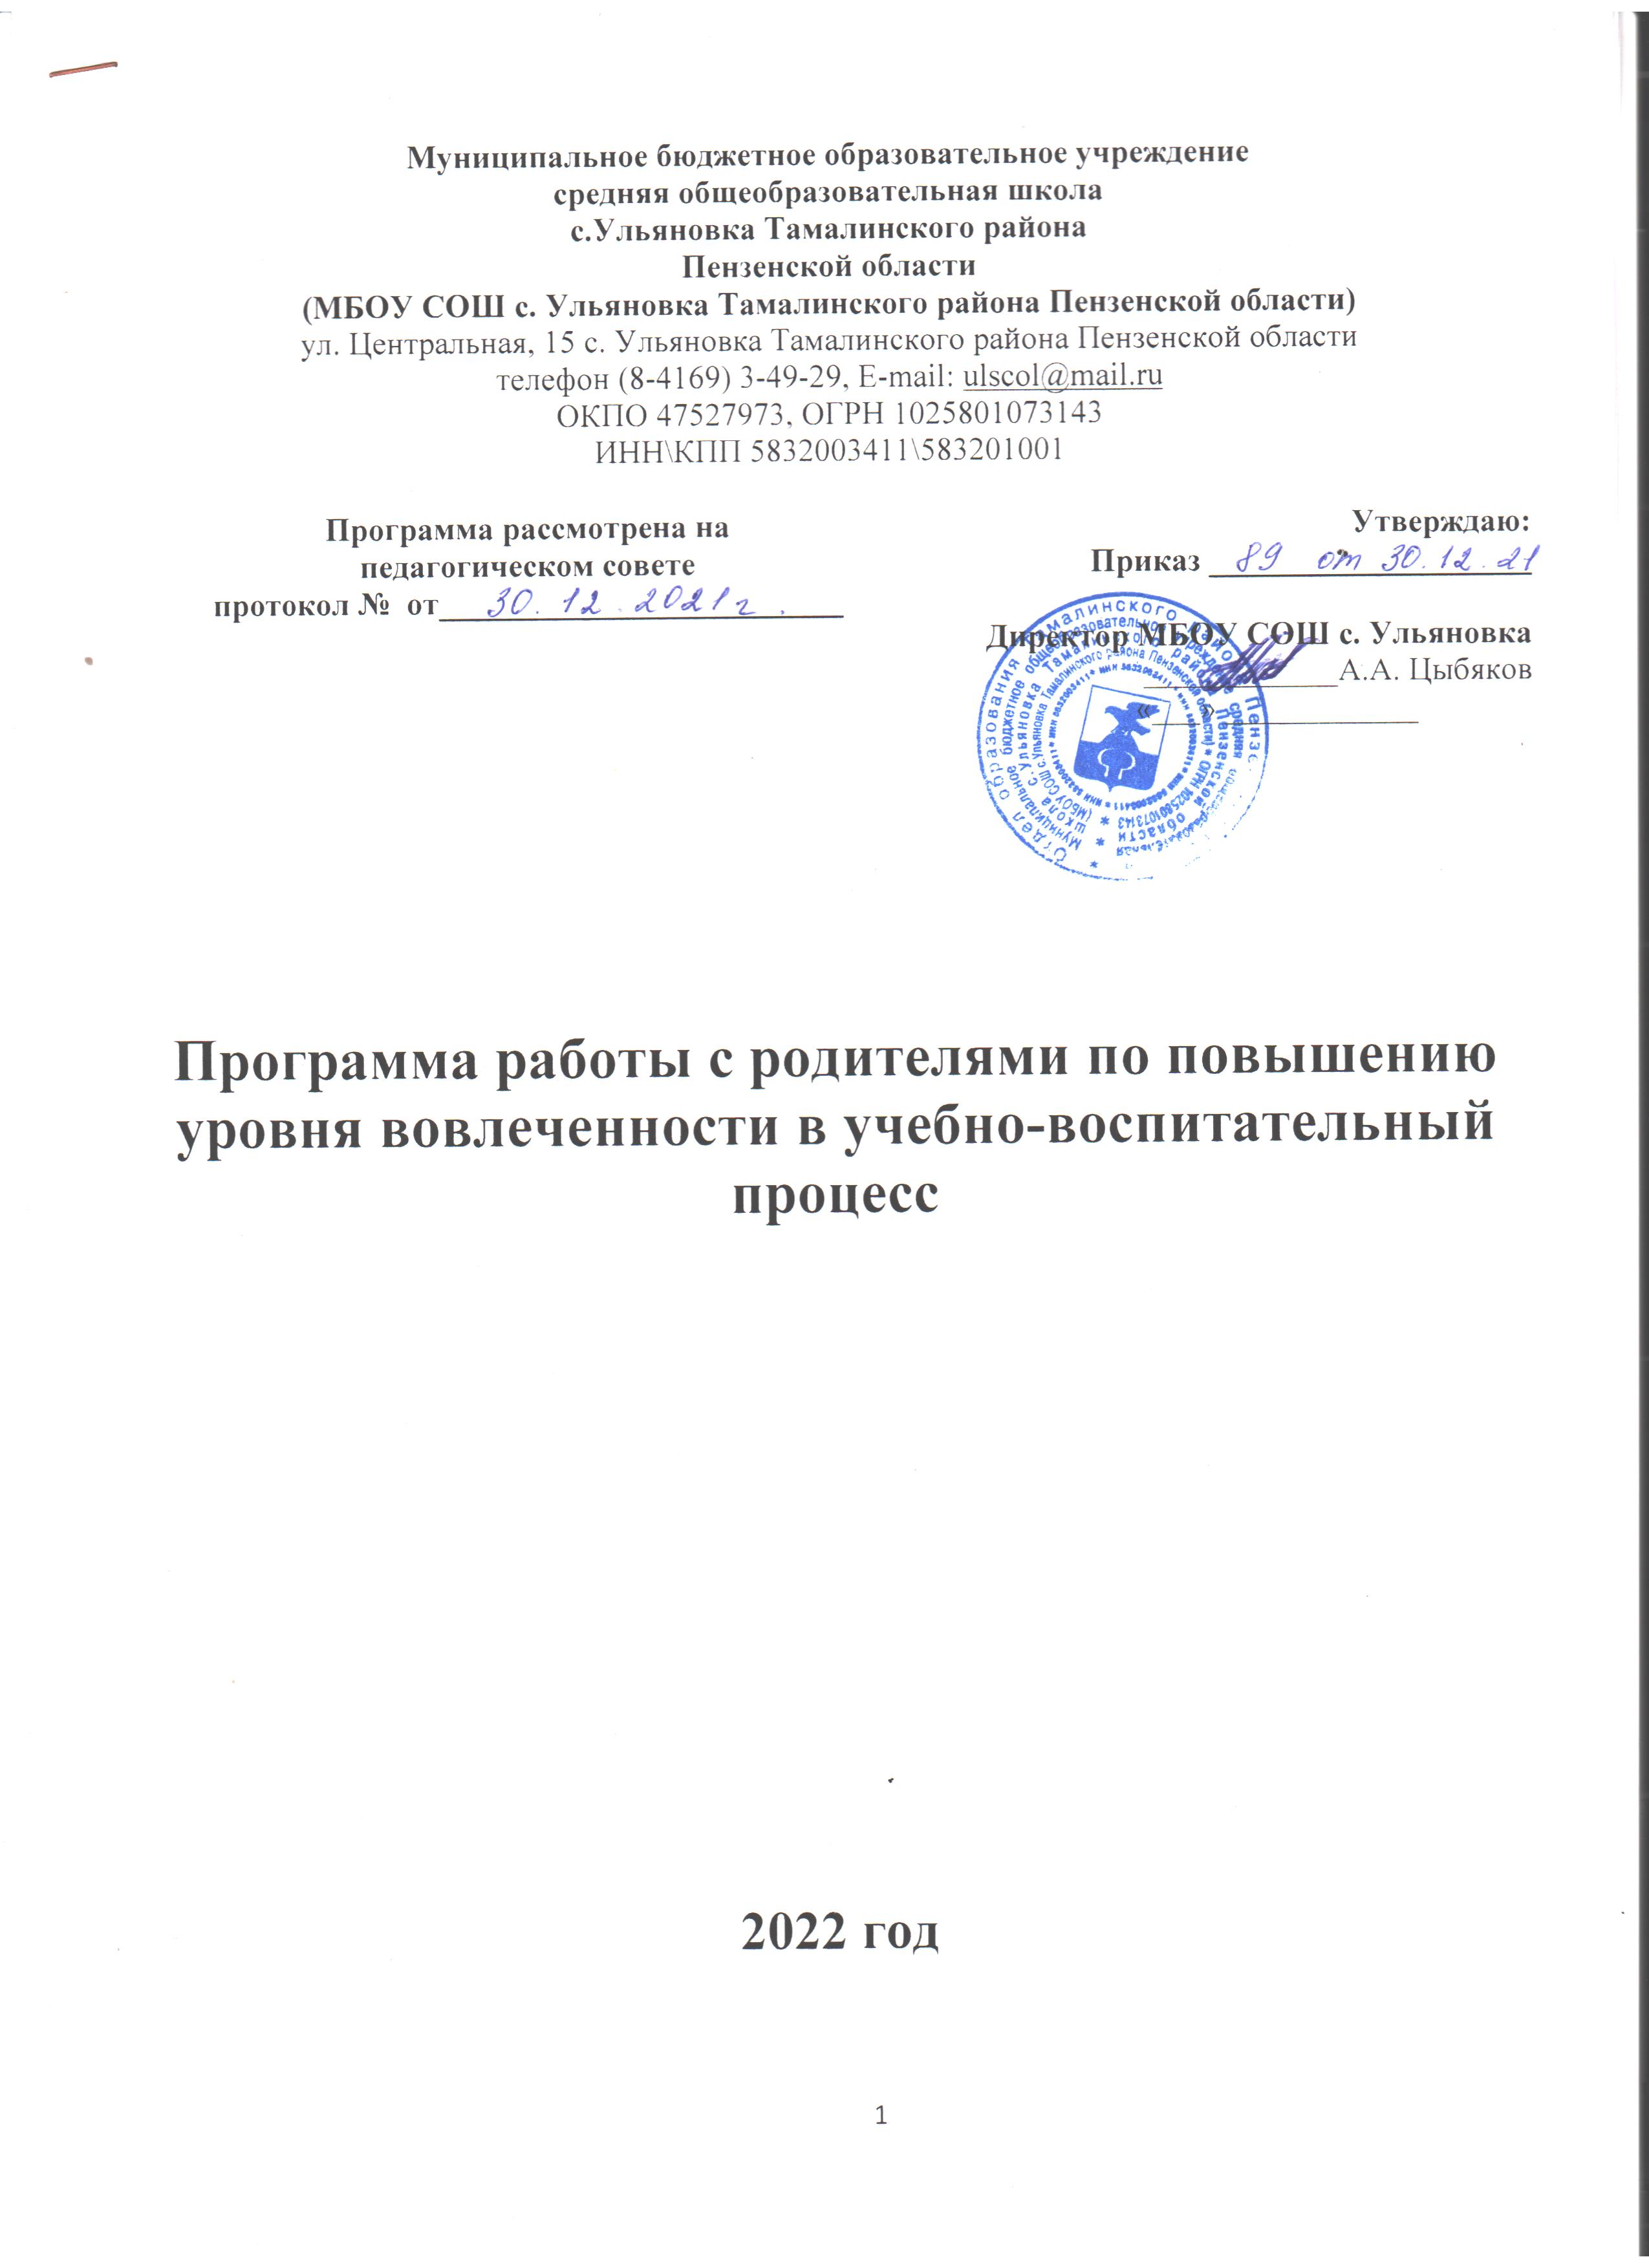 Муниципальное бюджетное образовательное учреждение
средняя общеобразовательная школа
с.Ульяновка Тамалинского района
Пензенской области
(МБОУ СОШ с. Ульяновка Тамалинского района Пензенской области)
ул. Центральная, 15 с. Ульяновка Тамалинского района Пензенской области
телефон (8-4169) 3-49-29, E-mail: ulscol@mail.ru
ОКПО 47527973, ОГРН 1025801073143
ИНН\КПП 5832003411\583201001
Программа рассмотрена на
педагогическом совете
протокол № от 30.12.2021г.
Утверждаю:
Приказ 89 от 30.12.21
Директор МБОУ СОШ с. Ульяновка
А.А. Цыбяков
«___»
Программа работы с родителями по повышению
уровня вовлеченности в учебно-воспитательный
процесс
2022 год
1